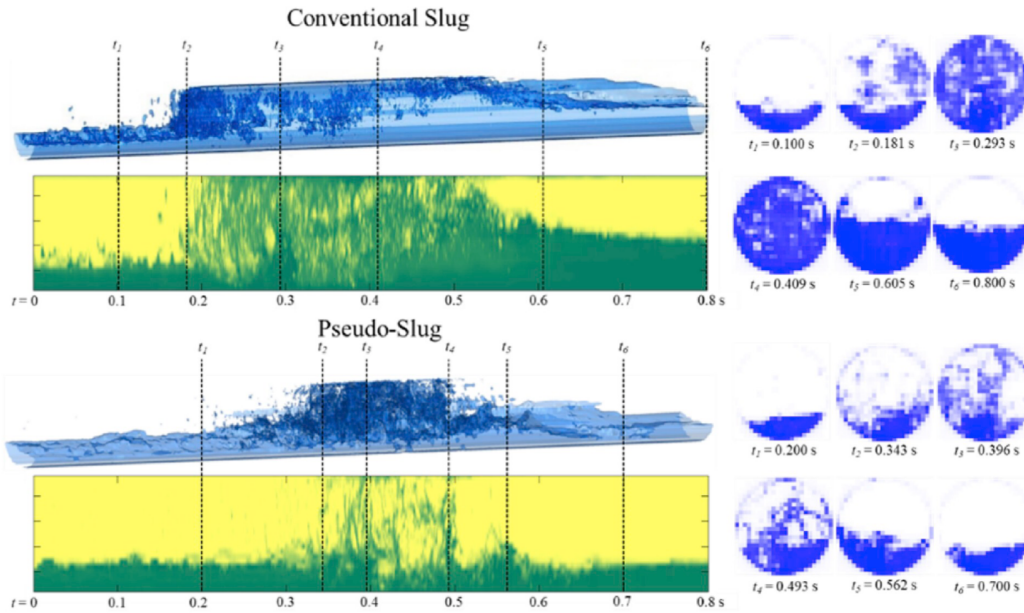 Conventional Slug
t1 t2 t3 t4 t5 t6
t1 = 0.100 s t2 = 0.181 s t3 = 0.293 s
t4 = 0.409 s t5 = 0.605 s t6 = 0.800 s
t = 0 0.1 0.2 0.3 0.4 0.5 0.6 0.7 0.8 s
Pseudo-Slug
t1 t2 t3 t4 t5 t6
t1 = 0.200 s t2 = 0.343 s t3 = 0.396 s
t4 = 0.493 s t5 = 0.562 s t6 = 0.700 s
t = 0 0.1 0.2 0.3 0.4 0.5 0.6 0.7 0.8 s